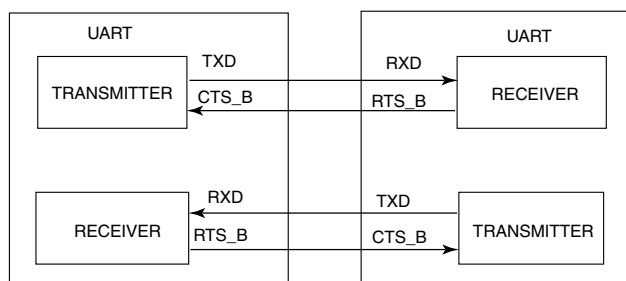 UART
UART
TXD
RXD
TRANSMITTER
CTS_B
RTS_B
RECEIVER
RXD
TXD
RECEIVER
RTS_B
CTS_B
TRANSMITTER